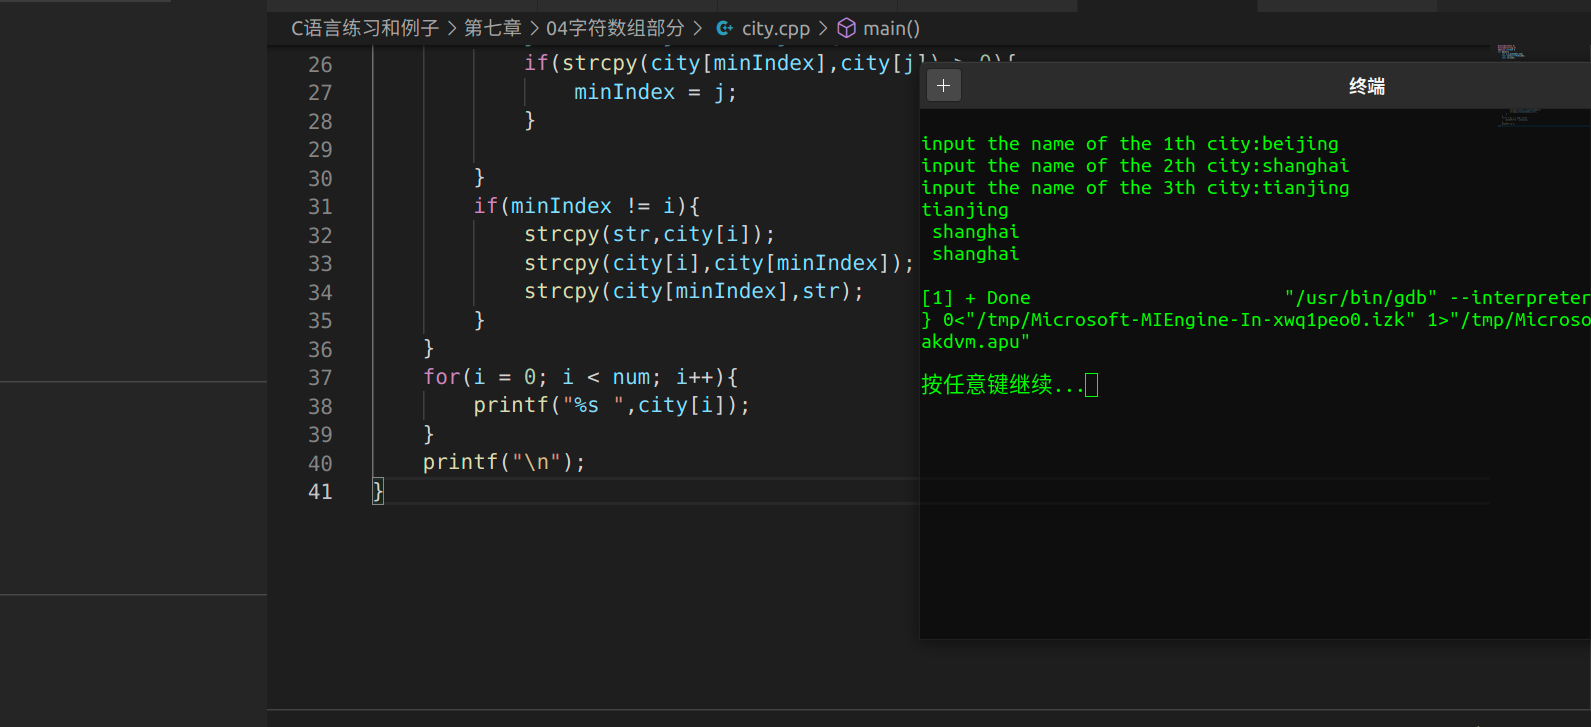 C语言练习和例子 > 第七章 > 04字符数组部分 > city.cpp > main()
26 if(strcpy(city[minIndex],city[j]) > 0){
27 minIndex = j;
28 }
29
30 }
31 if(minIndex != i){
32 strcpy(str,city[i]);
33 strcpy(city[i],city[minIndex]);
34 strcpy(city[minIndex],str);
35 }
36 }
37 for(i = 0; i < num; i++){
38 printf("%s ",city[i]);
39 }
40 printf("\n");
41 }
+ 终端
input the name of the 1th city:beijing
input the name of the 2th city:shanghai
input the name of the 3th city:tianjing
tianjing
shanghai
shanghai
[1] + Done "/usr/bin/gdb" --interpreter
} 0<"/tmp/Microsoft-MIEngine-In-xwq1peo0.izk" 1>"/tmp/Microso
akdvm.apu"
按任意键继续...